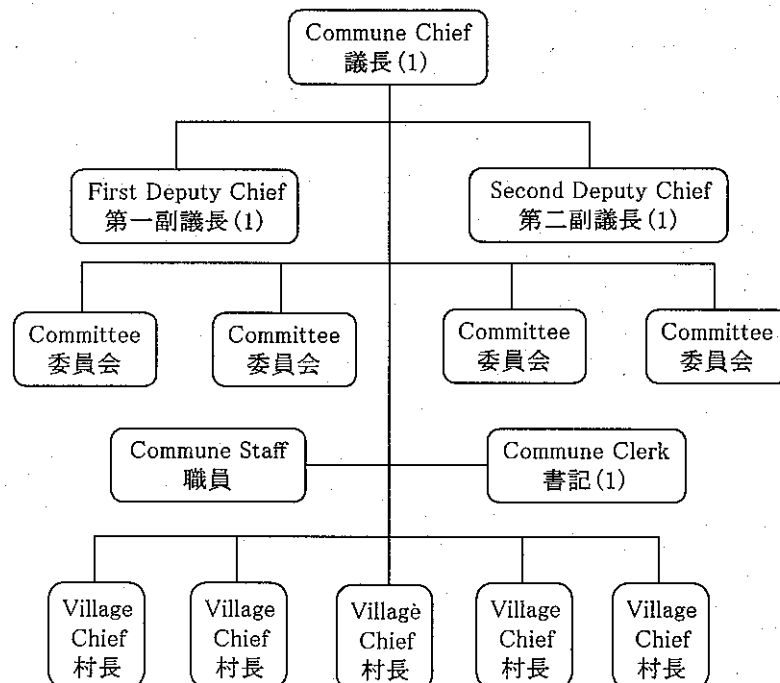 Commune Chief
議長(1)
First Deputy Chief
第一副議長(1)
Second Deputy Chief
第二副議長(1)
Committee
委員会
Committee
委員会
Committee
委員会
Committee
委員会
Commune Staff
職員
Commune Clerk
書記(1)
Village
Chief
村長
Village
Chief
村長
Village
Chief
村長
Village
Chief
村長
Village
Chief
村長